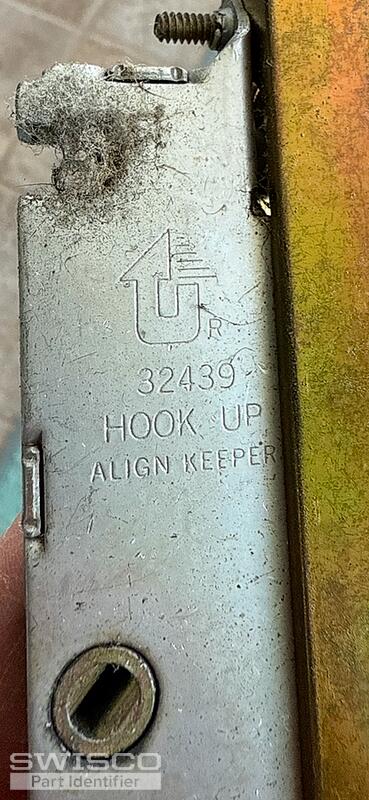 R
32439
HOOK UP
ALIGN KEEPER
SWISCO
Part Identifier